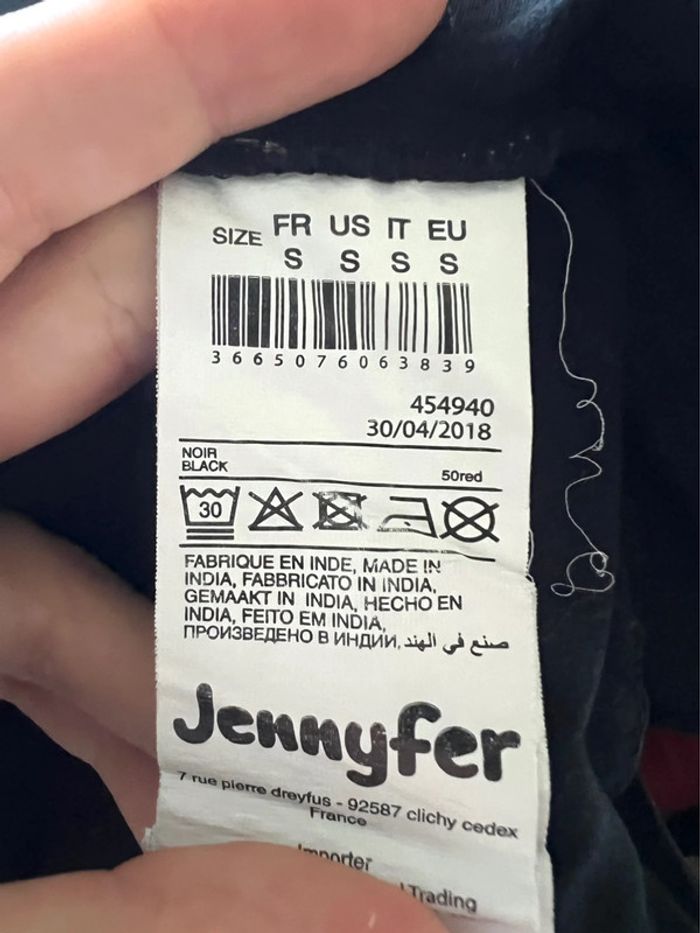 SIZE FR US IT EU
S S S S
3665076063839
454940
30/04/2018
NOIR
BLACK
50red
30
FABRIQUE EN INDE, MADE IN
INDIA, FABBRICATO IN INDIA,
GEMAAKT IN INDIA, HECHO EN
INDIA, FEITO EM INDIA,
ПРОИЗВЕДЕНО В ИНДИИ, صنع في الهند
Jennyfer
7 rue pierre dreyfus - 92587 clichy cedex
France
Importer
Trading